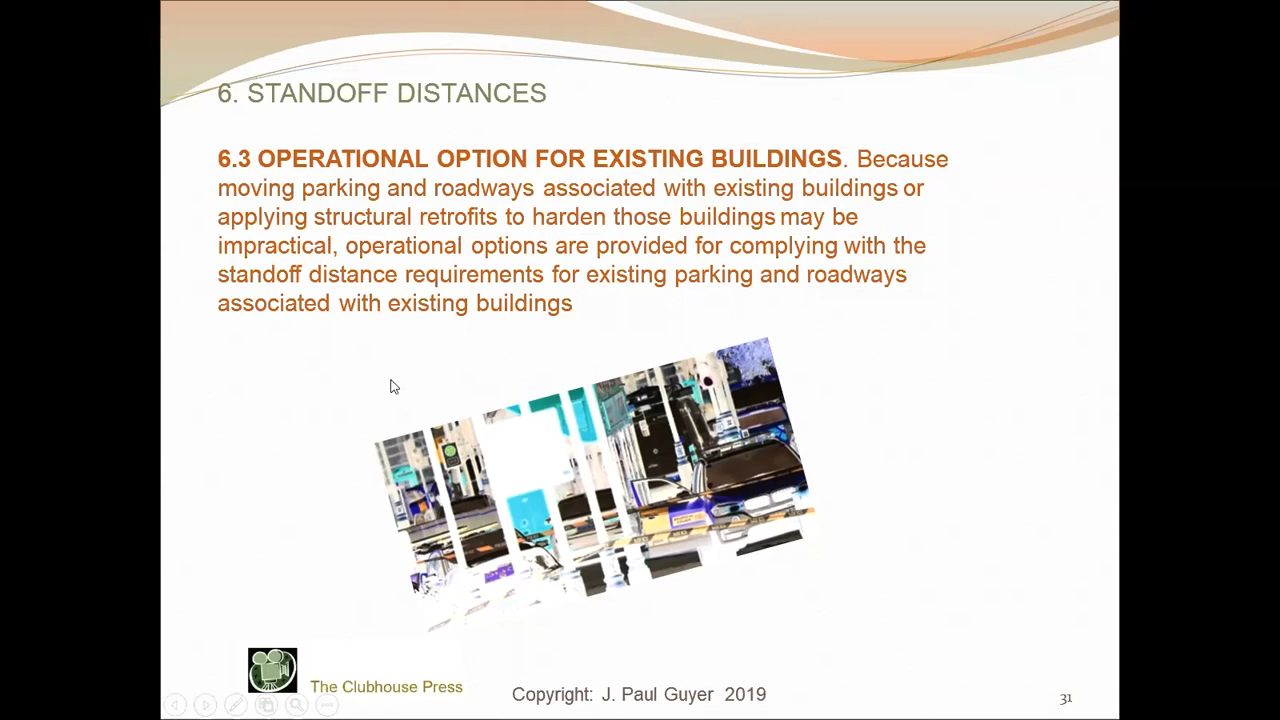 6. STANDOFF DISTANCES
6.3 OPERATIONAL OPTION FOR EXISTING BUILDINGS. Because
moving parking and roadways associated with existing buildings or
applying structural retrofits to harden those buildings may be
impractical, operational options are provided for complying with the
standoff distance requirements for existing parking and roadways
associated with existing buildings
The Clubhouse Press
Copyright: J. Paul Guyer 2019
31